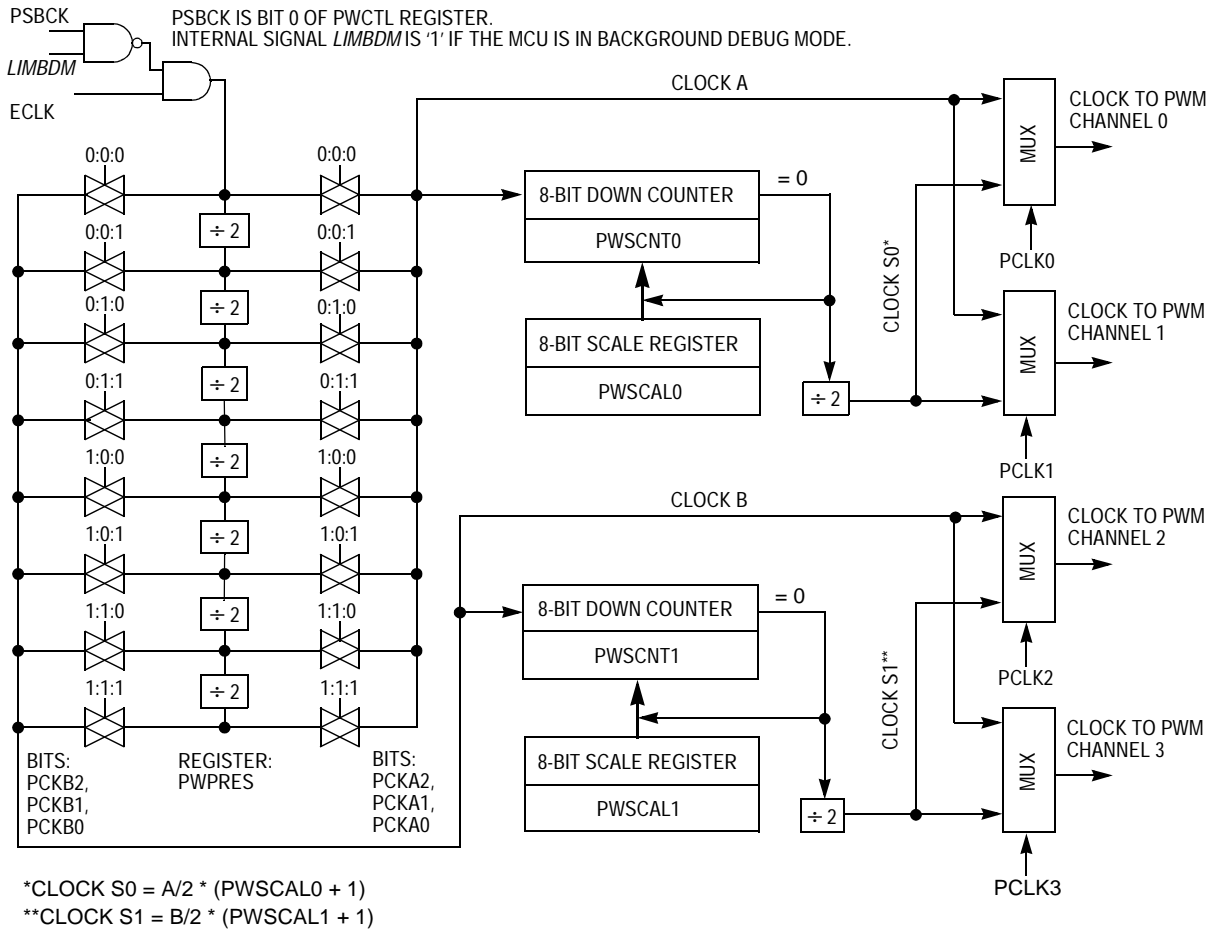 PSBCK
PSBCK IS BIT 0 OF PWCTL REGISTER.
INTERNAL SIGNAL LIMBDM IS ‘1’ IF THE MCU IS IN BACKGROUND DEBUG MODE.
LIMBDM
ECLK
CLOCK A
CLOCK TO PWM
CHANNEL 0
MUX
PCLK0
0:0:0
0:0:0
8-BIT DOWN COUNTER
= 0
PWSCNT0
÷ 2
0:0:1
0:0:1
÷ 2
0:1:0
0:1:0
8-BIT SCALE REGISTER
PWSCAL0
÷ 2
CLOCK S0*
CLOCK TO PWM
CHANNEL 1
MUX
PCLK1
÷ 2
0:1:1
0:1:1
÷ 2
1:0:0
1:0:0
CLOCK B
CLOCK TO PWM
CHANNEL 2
MUX
PCLK2
÷ 2
1:0:1
1:0:1
8-BIT DOWN COUNTER
= 0
PWSCNT1
÷ 2
1:1:0
1:1:0
÷ 2
1:1:1
1:1:1
CLOCK S1**
CLOCK TO PWM
CHANNEL 3
MUX
PCLK3
8-BIT SCALE REGISTER
PWSCAL1
÷ 2
BITS:
PCKB2,
PCKB1,
PCKB0
REGISTER:
PWPRES
BITS:
PCKA2,
PCKA1,
PCKA0
*CLOCK S0 = A/2 * (PWSCAL0 + 1)
**CLOCK S1 = B/2 * (PWSCAL1 + 1)